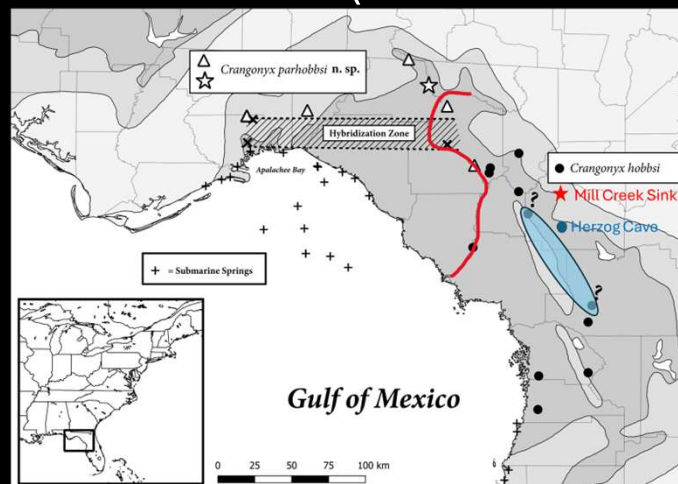 (
Crangonyx parhobbsi n. sp.
Hybridization Zone
Apalachee Bay
Crangonyx hobbsi
Mill Creek Sink
?
Herzog Cave
+ = Submarine Springs
?
Gulf of Mexico
0 25 50 75 100 km